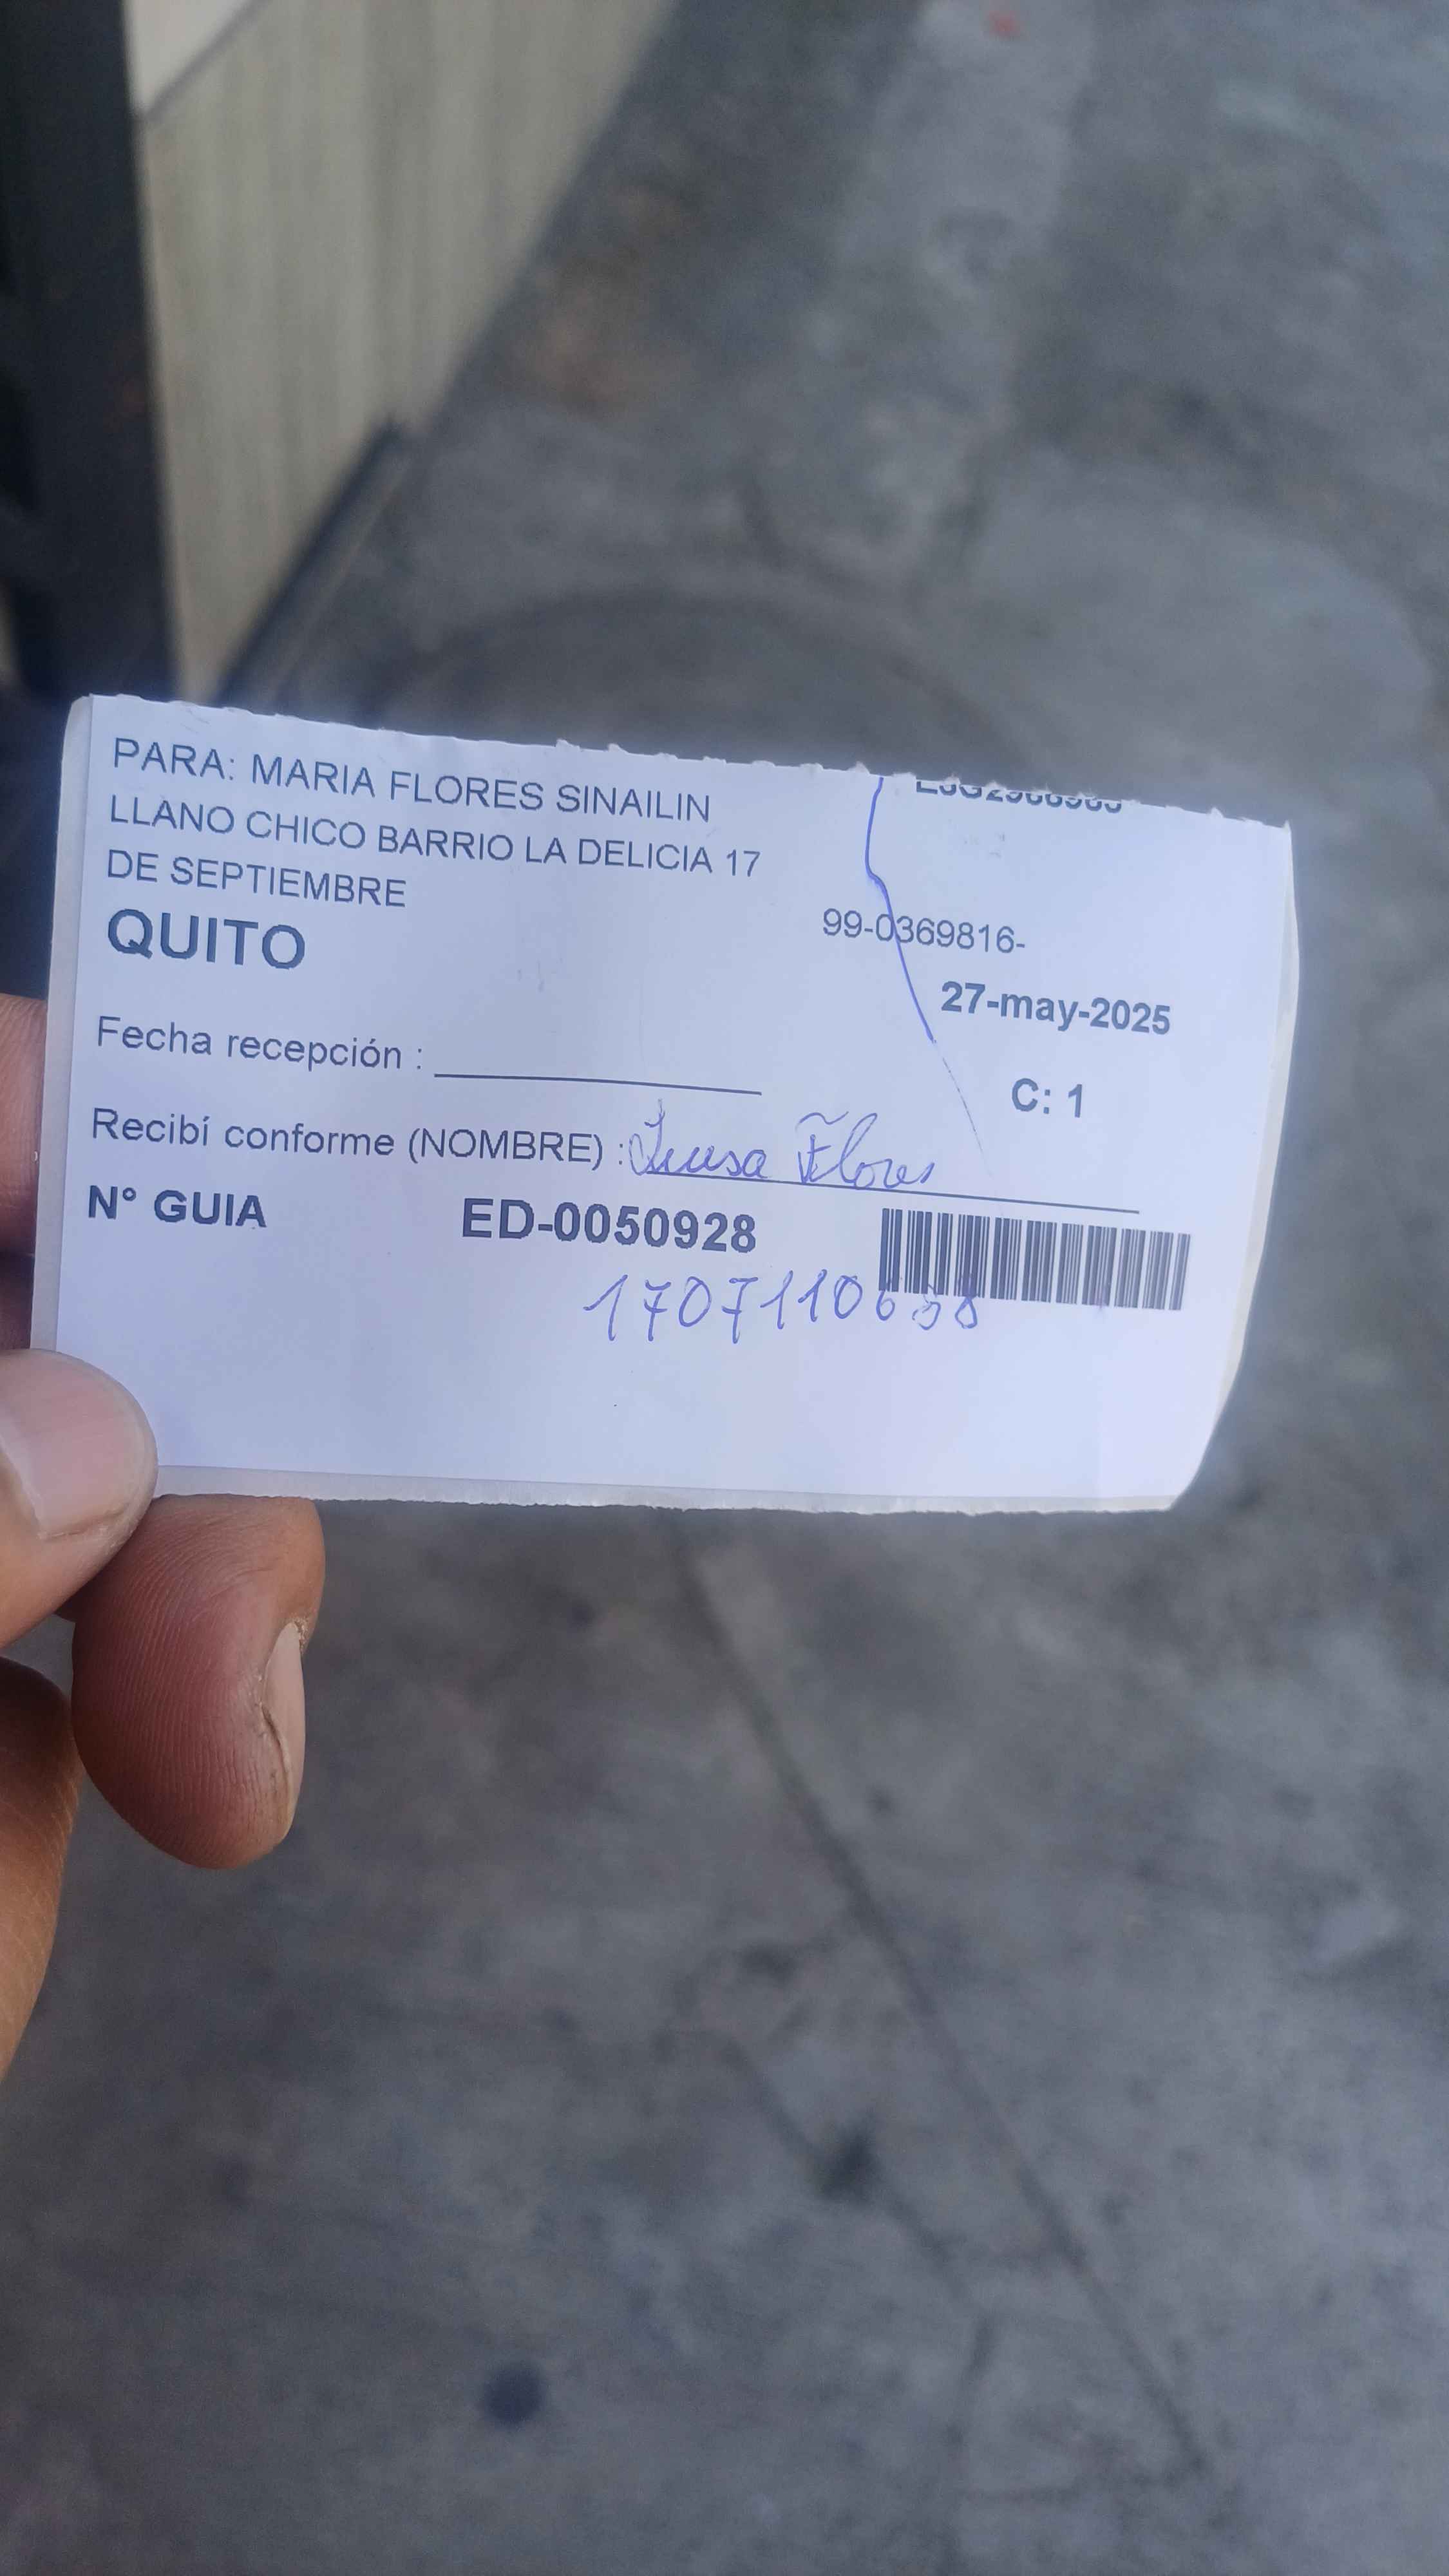 PARA: MARIA FLORES SINAILIN
LLANO CHICO BARRIO LA DELICIA 17
DE SEPTIEMBRE
QUITO
99-0369816-
27-may-2025
Fecha recepción :
C: 1
Recibí conforme (NOMBRE) : Flores
N° GUIA ED-0050928